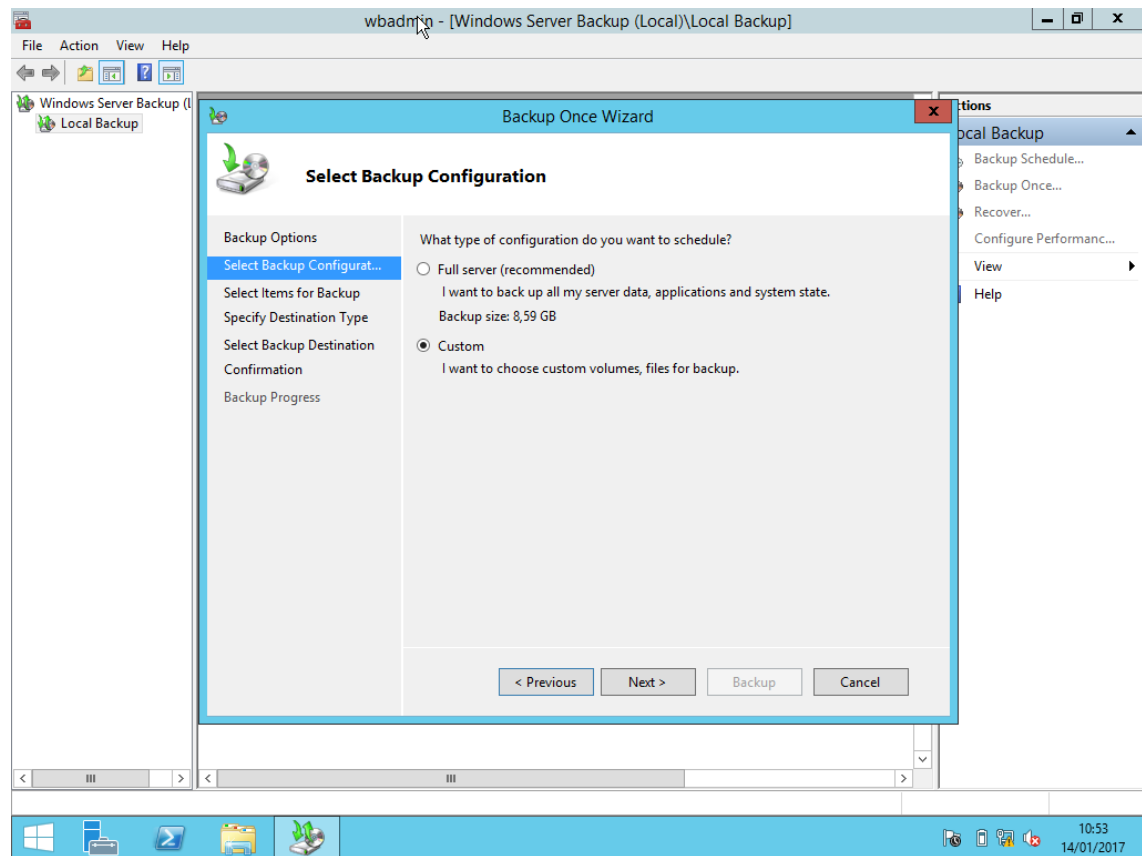 wbadmin - [Windows Server Backup (Local)\Local Backup]
File Action View Help
Windows Server Backup (L
Local Backup
Backup Once Wizard
Select Backup Configuration
Backup Options
Select Backup Configurat...
Select Items for Backup
Specify Destination Type
Select Backup Destination
Confirmation
Backup Progress
What type of configuration do you want to schedule?
Full server (recommended)
I want to back up all my server data, applications and system state.
Backup size: 8,59 GB
Custom
I want to choose custom volumes, files for backup.
< Previous
Next >
Backup
Cancel
ctions
ocal Backup
Backup Schedule...
Backup Once...
Recover...
Configure Performanc...
View
Help
10:53
14/01/2017